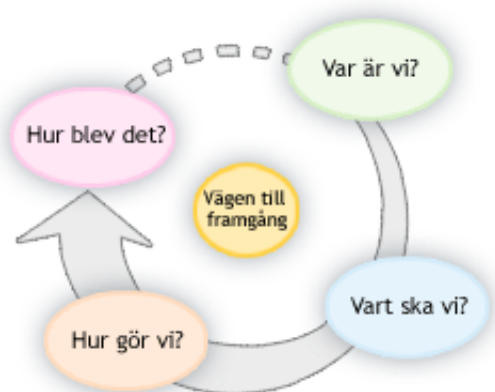 Var är vi?
Vart ska vi?
Hur gör vi?
Hur blev det?
Vägen till
framgång